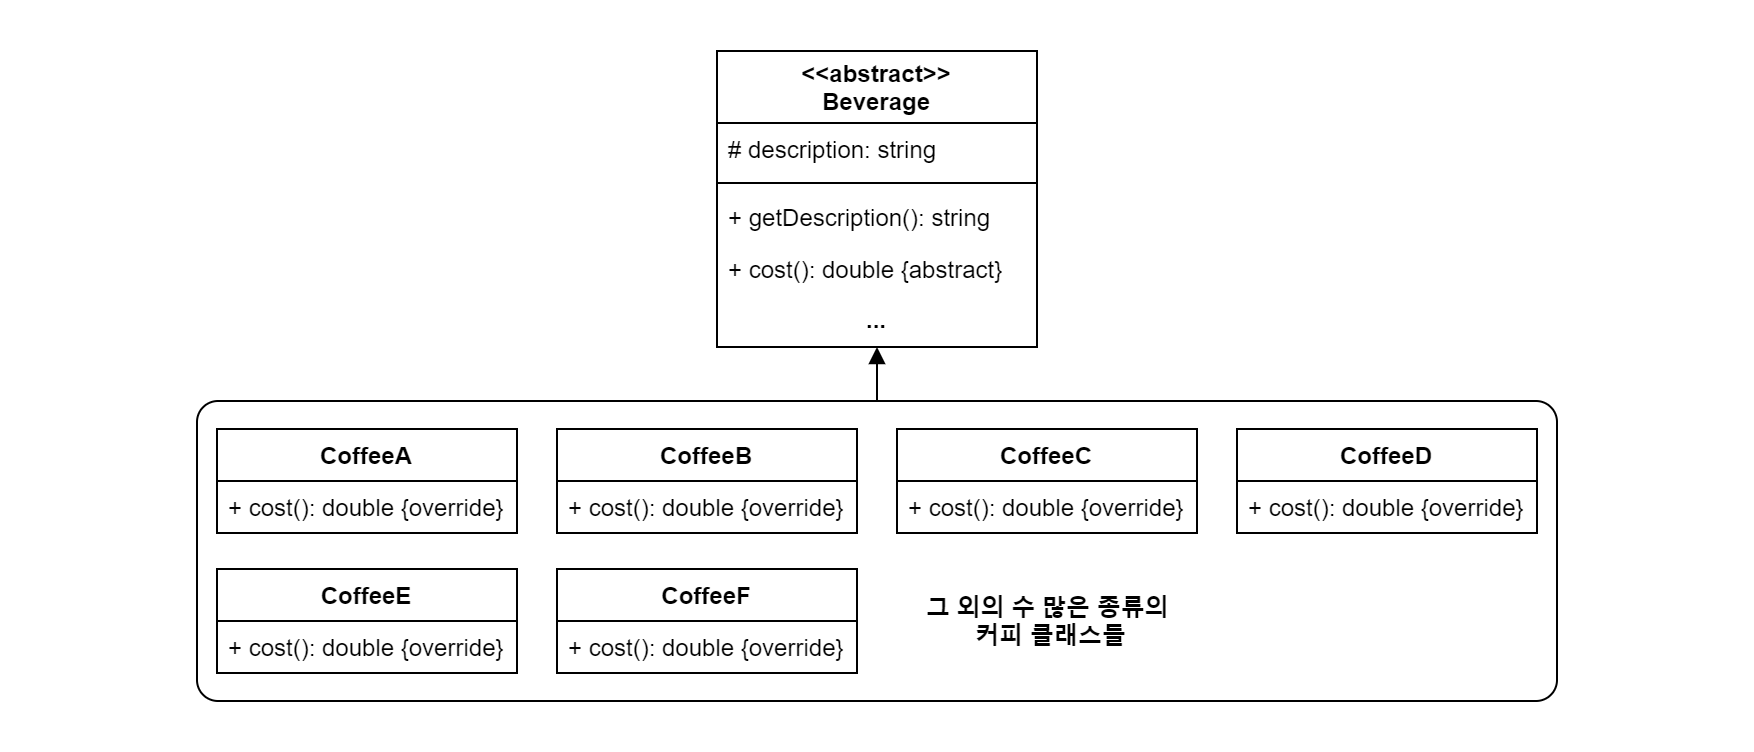 <<abstract>>
Beverage
# description: string
+ getDescription(): string
+ cost(): double {abstract}
...
CoffeeA
+ cost(): double {override}
CoffeeB
+ cost(): double {override}
CoffeeC
+ cost(): double {override}
CoffeeD
+ cost(): double {override}
CoffeeE
+ cost(): double {override}
CoffeeF
+ cost(): double {override}
그 외의 수 많은 종류의
커피 클래스들